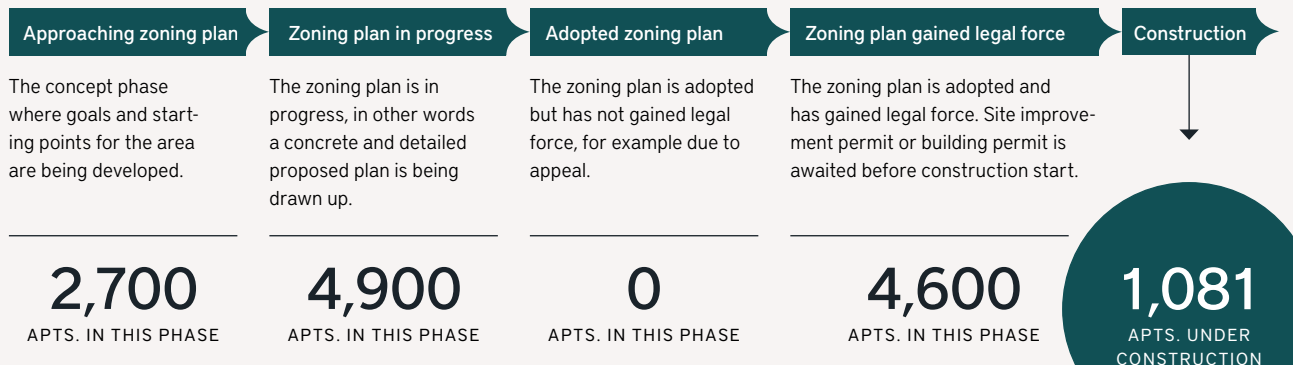 Approaching zoning plan
Zoning plan in progress
Adopted zoning plan
Zoning plan gained legal force
Construction
The concept phase
where goals and start-
ing points for the area
are being developed.
The zoning plan is in
progress, in other words
a concrete and detailed
proposed plan is being
drawn up.
The zoning plan is adopted
but has not gained legal
force, for example due to
appeal.
The zoning plan is adopted and
has gained legal force. Site improve-
ment permit or building permit is
awaited before construction start.
2,700
APTS. IN THIS PHASE
4,900
APTS. IN THIS PHASE
0
APTS. IN THIS PHASE
4,600
APTS. IN THIS PHASE
1,081
APTS. UNDER
CONSTRUCTION